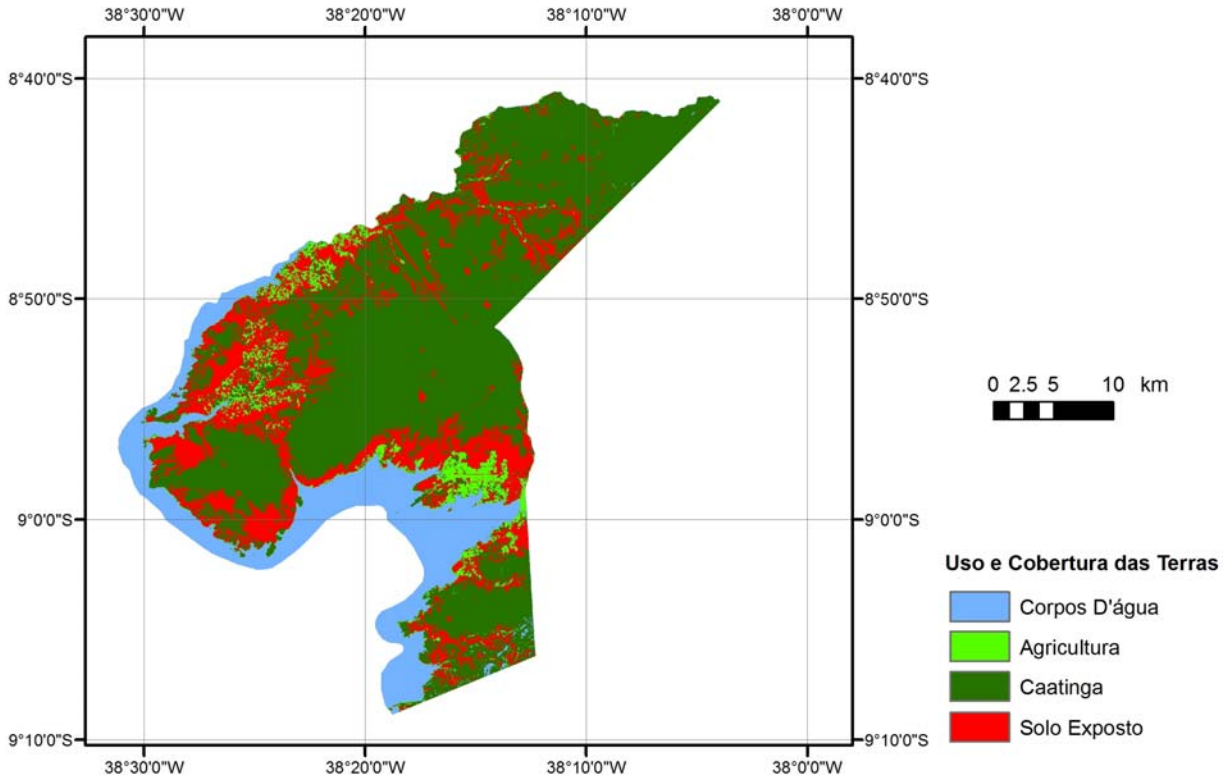 38°30'0"W 38°20'0"W 38°10'0"W 38°00'0"W
8°40'0"S 8°40'0"S
8°50'0"S 8°50'0"S
0 2.5 5 10 km
9°0'0"S 9°0'0"S
Uso e Cobertura das Terras
Corpos D'água
Agricultura
Caatinga
Solo Exposto
9°10'0"S 9°10'0"S
38°30'0"W 38°20'0"W 38°10'0"W 38°00'0"W